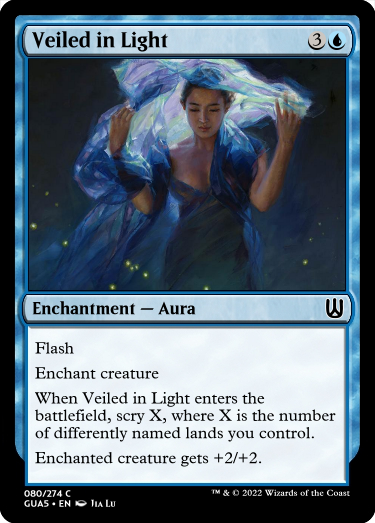 Veiled in Light 3
Enchantment — Aura
Flash
Enchant creature
When Veiled in Light enters the
battlefield, scry X, where X is the number
of differently named lands you control.
Enchanted creature gets +2/+2.
080/274 C
GUA5 • EN Jia Lu
™ & © 2022 Wizards of the Coast